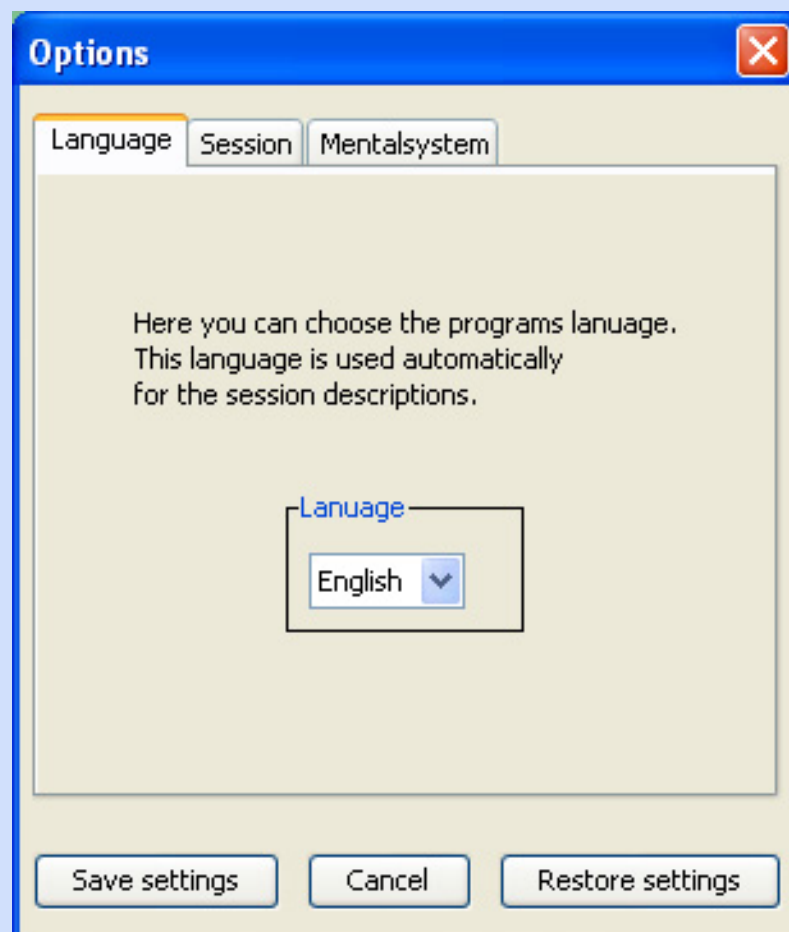 Options
Language Session Mentalsystem
Here you can choose the programs lanuage.
This language is used automatically
for the session descriptions.
Lanuage
English
Save settings Cancel Restore settings